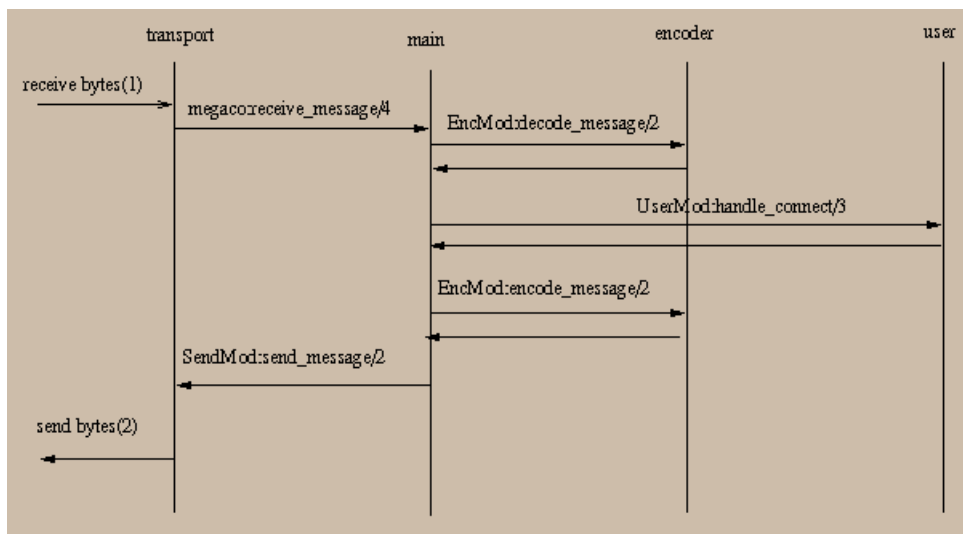 transport
main
encoder
user
receive bytes(1)
megaco:receive_message/4
EncMod:decode_message/2
UserMod:handle_connect/3
EncMod:encode_message/2
SendMod:send_message/2
send bytes(2)